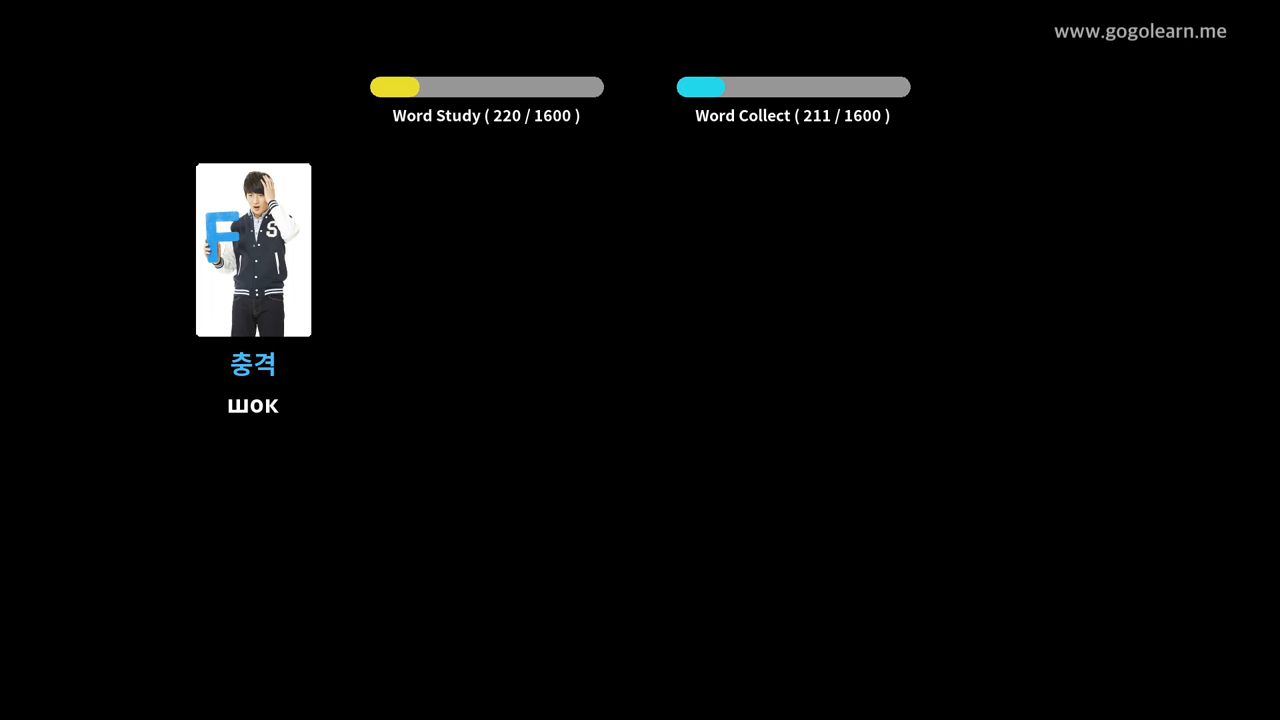 www.gogolearn.me
Word Study ( 220 / 1600 )
Word Collect ( 211 / 1600 )
F
S
충격
шок